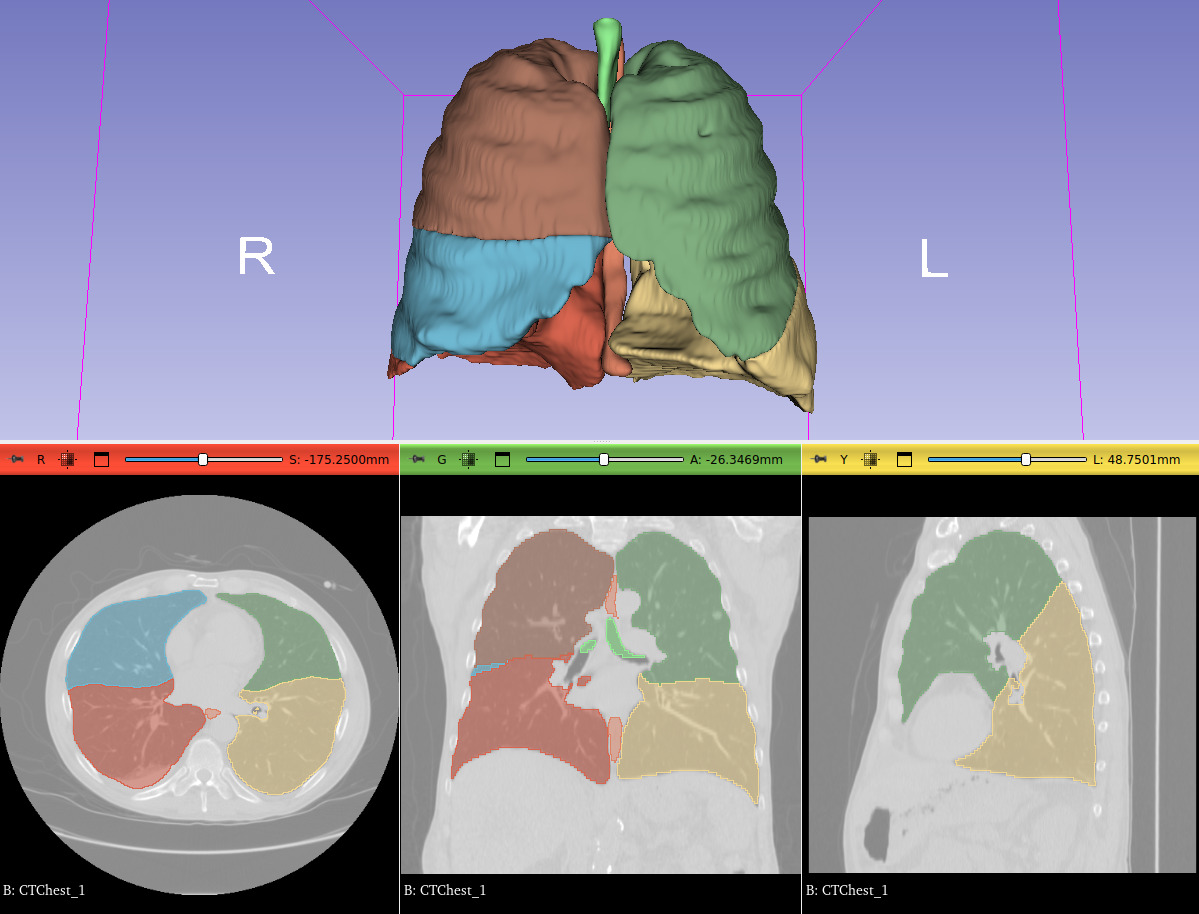 R L
R S: -175.2500mm
G A: -26.3469mm
Y L: 48.7501mm
B: CTChest_1
B: CTChest_1
B: CTChest_1